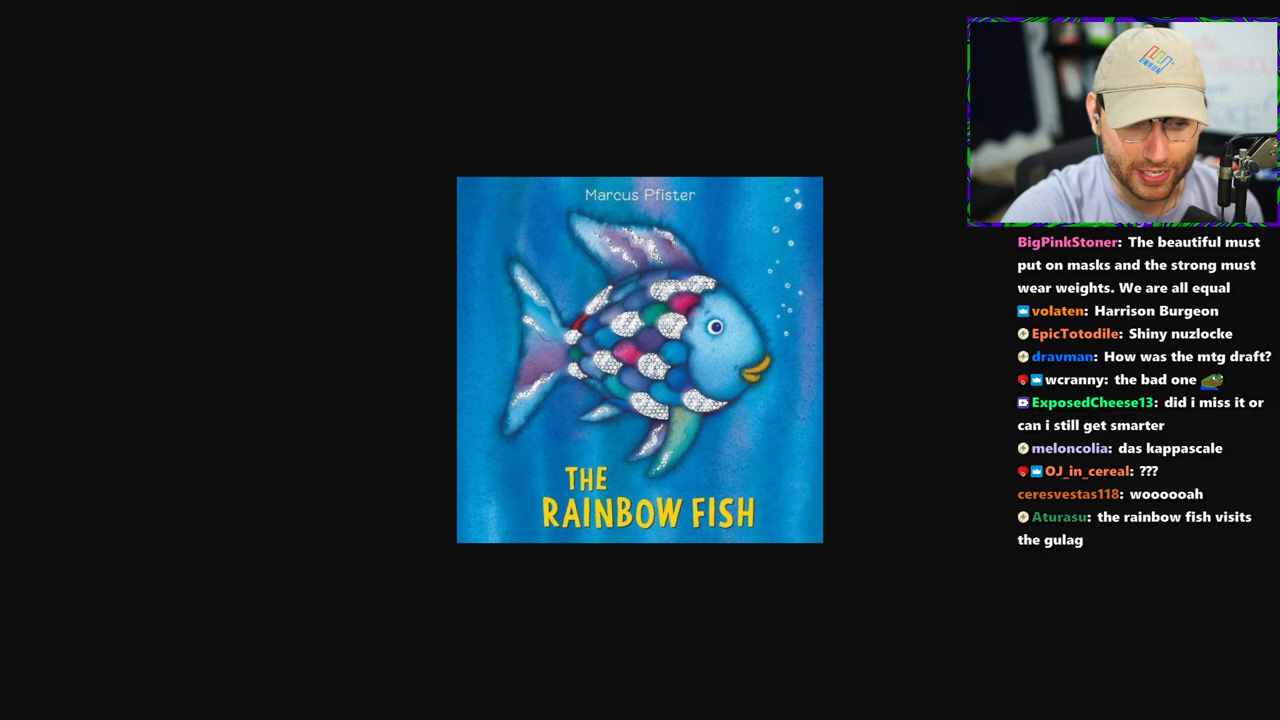 Marcus Pfister
THE
RAINBOW FISH
ENRON
BigPinkStoner: The beautiful must
put on masks and the strong must
wear weights. We are all equal
volaten: Harrison Burgeon
EpicTotodile: Shiny nuzlocke
dravman: How was the mtg draft?
wcranny: the bad one
ExposedCheese13: did i miss it or
can i still get smarter
meloncolia: das kappascale
OJ_in_cereal: ???
ceresvestas118: woooooah
Aturasu: the rainbow fish visits
the gulag